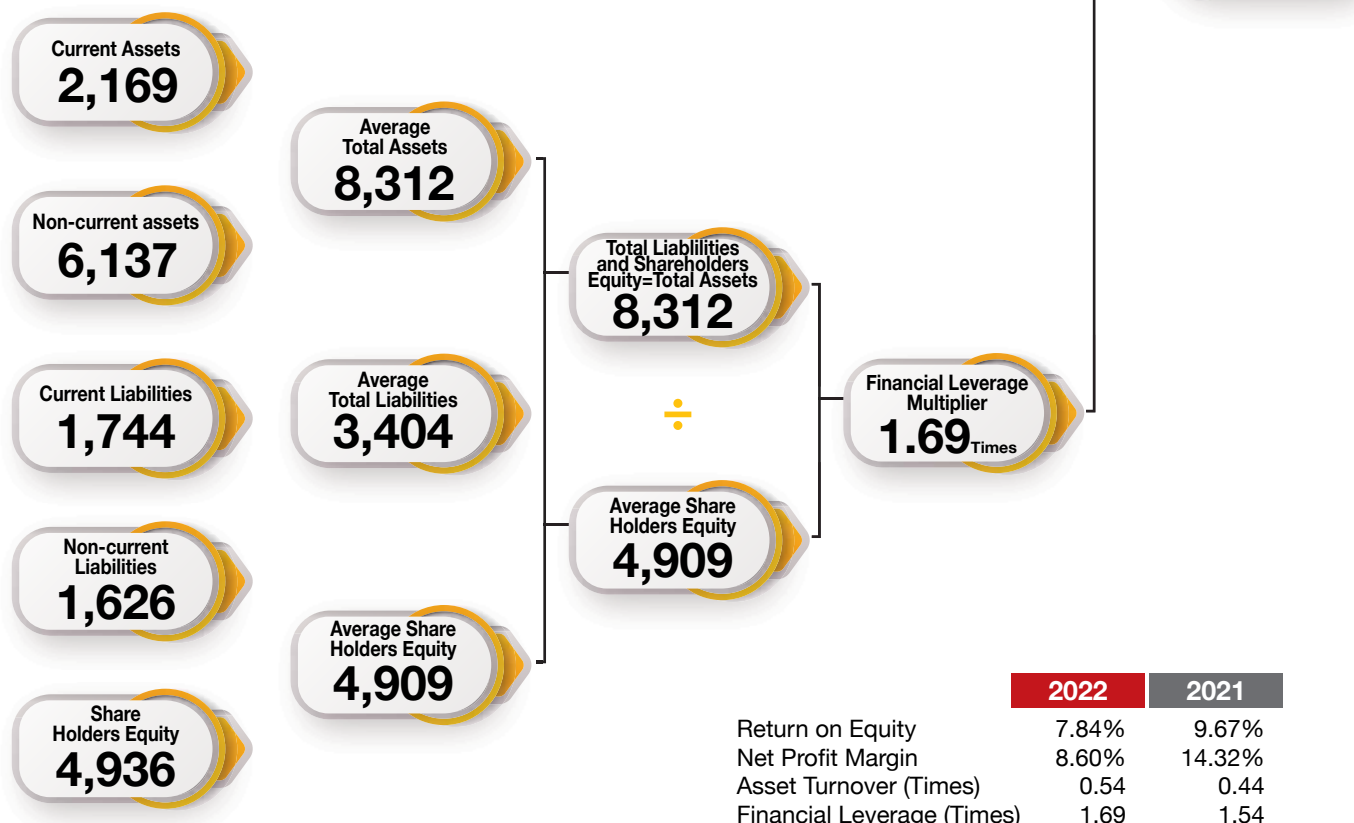 Current Assets
2,169
Non-current assets
6,137
Current Liabilities
1,744
Non-current
Liabilities
1,626
Share
Holders Equity
4,936
Average
Total Assets
8,312
Average
Total Liabilities
3,404
Average Share
Holders Equity
4,909
Total Liablilities
and Shareholders
Equity=Total Assets
8,312
÷
Average Share
Holders Equity
4,909
Financial Leverage
Multiplier
1.69 Times
2022 2021
Return on Equity 7.84% 9.67%
Net Profit Margin 8.60% 14.32%
Asset Turnover (Times) 0.54 0.44
Financial Leverage (Times) 1.69 1.54